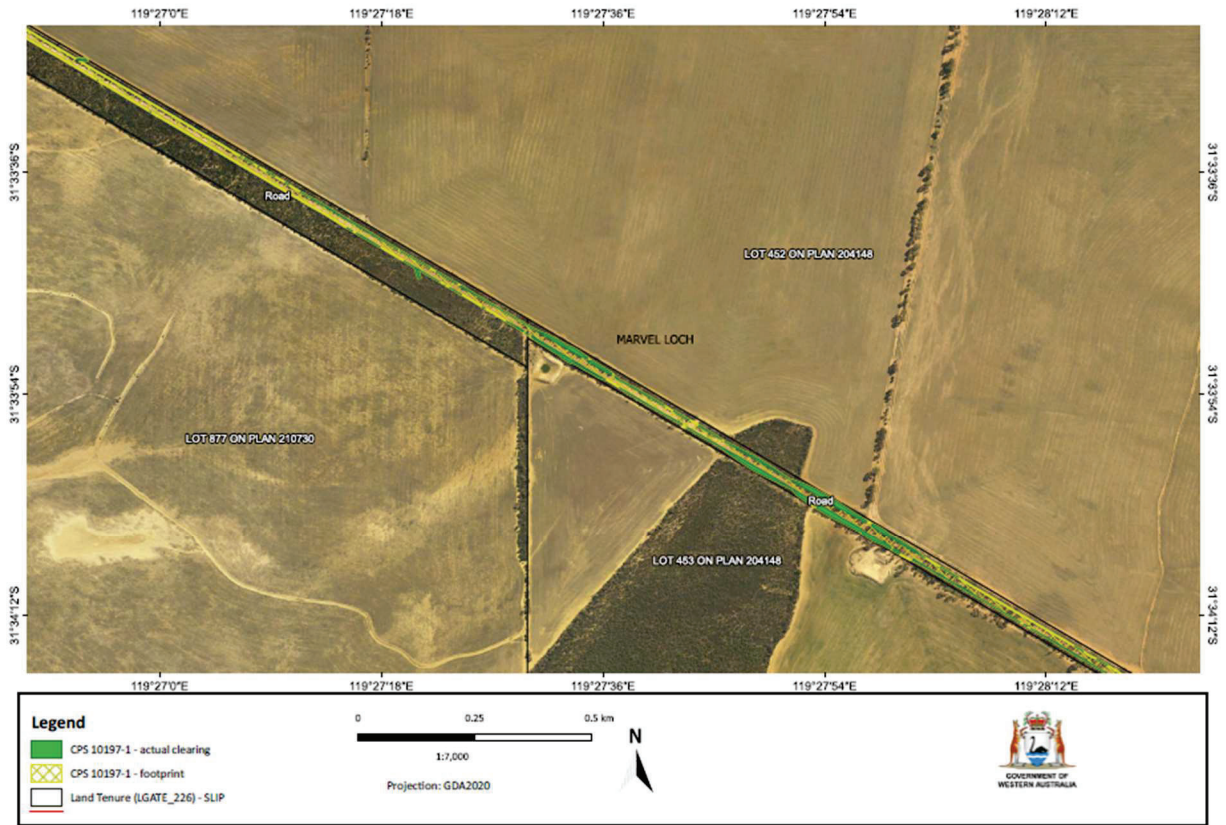 119°27'0"E
119°27'18"E
119°27'36"E
119°27'54"E
119°28'12"E
31°33'36"S
31°33'36"S
Road
LOT 452 ON PLAN 204148
MARVEL LOCH
31°33'54"S
31°33'54"S
LOT 877 ON PLAN 210730
Road
LOT 453 ON PLAN 204148
31°34'12"S
31°34'12"S
119°27'0"E
119°27'18"E
119°27'36"E
119°27'54"E
119°28'12"E
Legend
CPS 10197-1 - actual clearing
CPS 10197-1 - footprint
Land Tenure (LGATE_226) - SLIP
0
0.25
0.5 km
1:7,000
Projection: GDA2020
N
GOVERNMENT OF
WESTERN AUSTRALIA